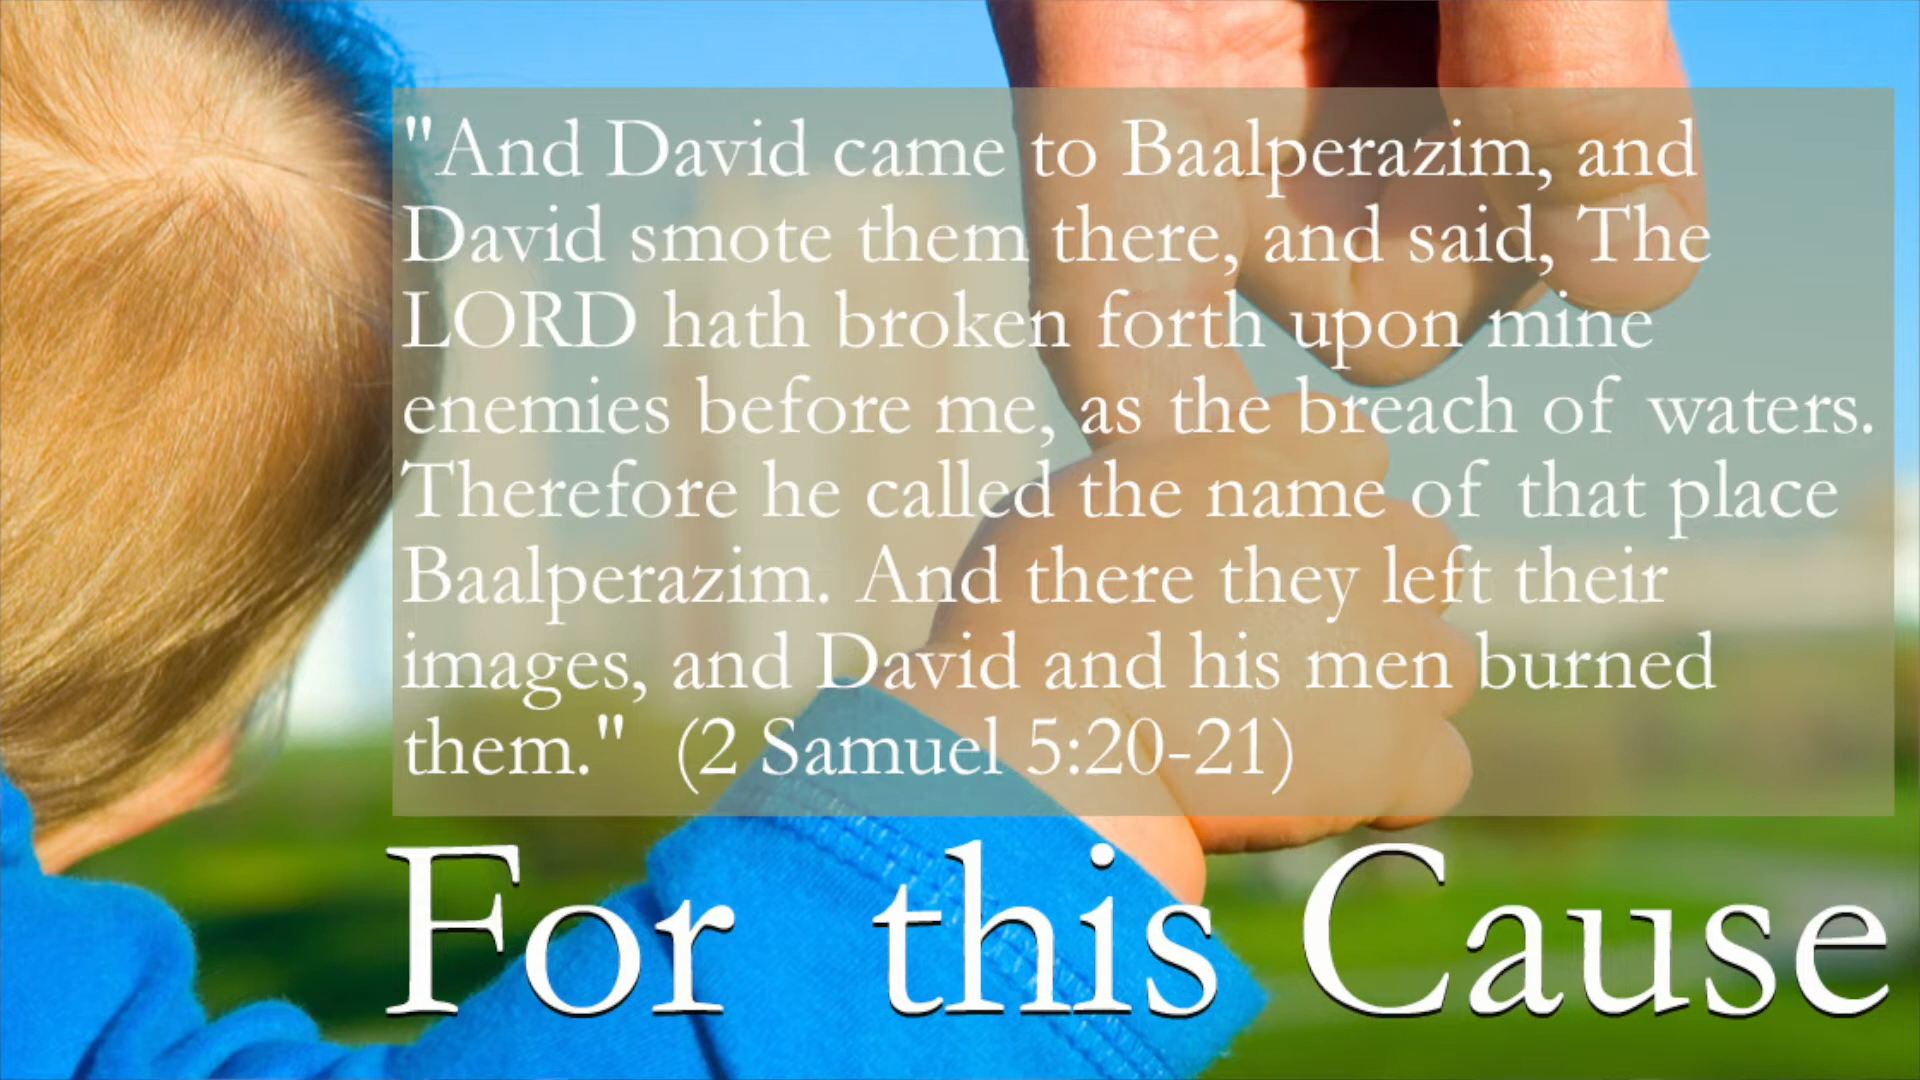 "And David came to Baalperazim, and
David smote them there, and said, The
LORD hath broken forth upon mine
enemies before me, as the breach of waters.
Therefore he called the name of that place
Baalperazim. And there they left their
images, and David and his men burned
them." (2 Samuel 5:20-21)
For this Cause